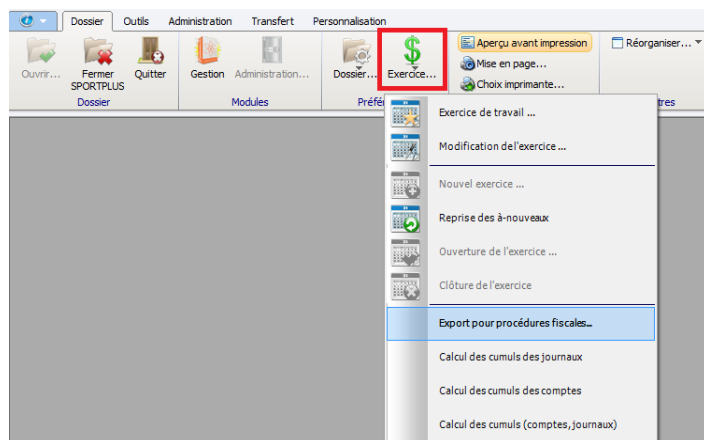 Dossier Outils Administration Transfert Personnalisation
Ouvrir... Fermer SPORTPLUS Quitter Gestion Administration... Dossier... Exercice... Aperçu avant impression Réorganiser...
Mise en page...
Choix imprimante...
Dossier Modules Préfé tres
Exercice de travail ...
Modification de l'exercice ...
Nouvel exercice ...
Reprise des à-nouveaux
Ouverture de l'exercice ...
Clôture de l'exercice
Export pour procédures fiscales...
Calcul des cumuls des journaux
Calcul des cumuls des comptes
Calcul des cumuls (comptes, journaux)